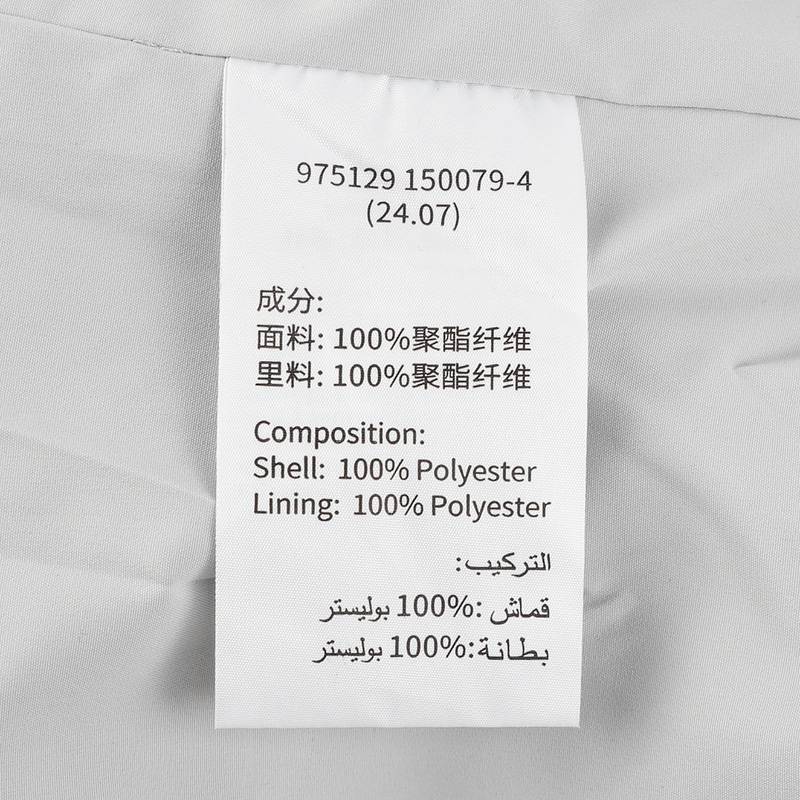 975129 150079-4
(24.07)
成分:
面料: 100%聚酯纤维
里料: 100%聚酯纤维
Composition:
Shell: 100% Polyester
Lining: 100% Polyester
التركيب:
قماش :100% بوليستر
بطانة:100% بوليستر